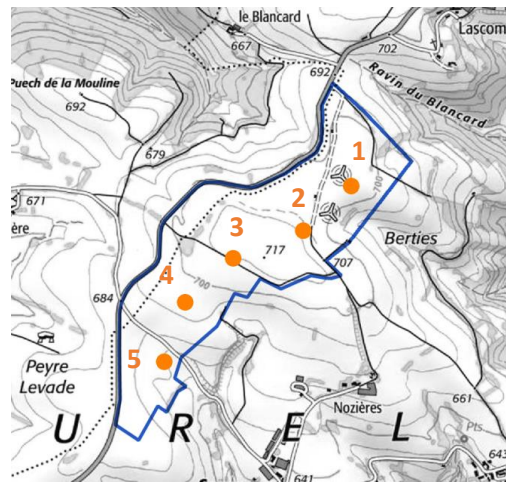 le Blancard
667
702
Lascom
692
Puech de la Mouline
692
Ravin du Blancard
679
1
700
671
2
ère
3
Berties
717
707
4
700
684
5
Peyre
Levade
Nozières
661
U R E L
Pts
643
641